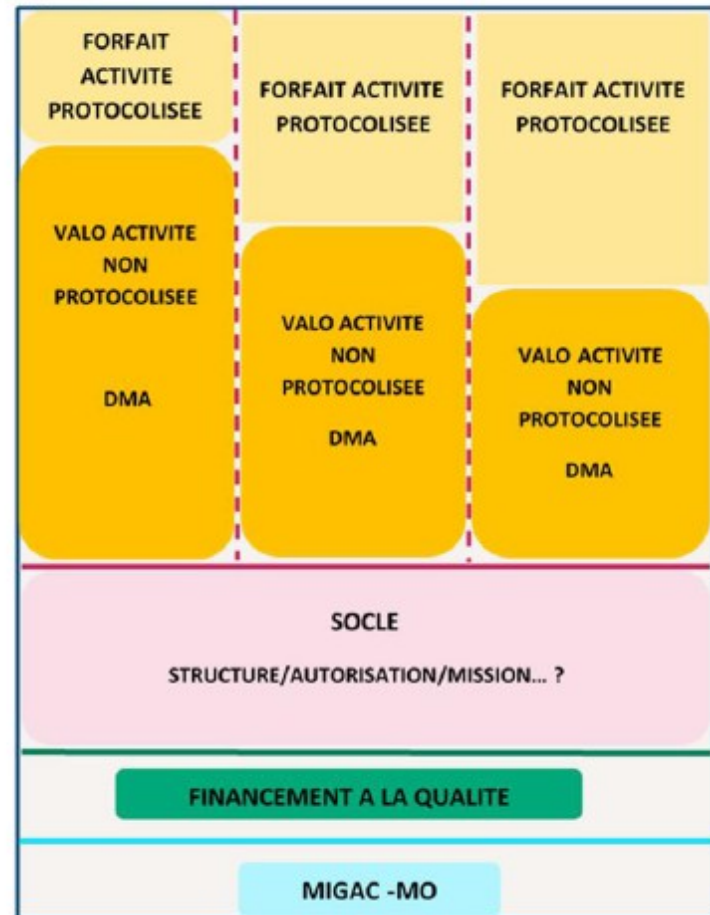 FORFAIT
ACTIVITE
PROTOCOLISEE
VALO ACTIVITE
NON
PROTOCOLISEE
DMA
FORFAIT ACTIVITE
PROTOCOLISEE
VALO ACTIVITE
NON
PROTOCOLISEE
DMA
FORFAIT ACTIVITE
PROTOCOLISEE
VALO ACTIVITE
NON
PROTOCOLISEE
DMA
SOCLE
STRUCTURE/AUTORISATION/MISSION... ?
FINANCEMENT A LA QUALITE
MIGAC -MO